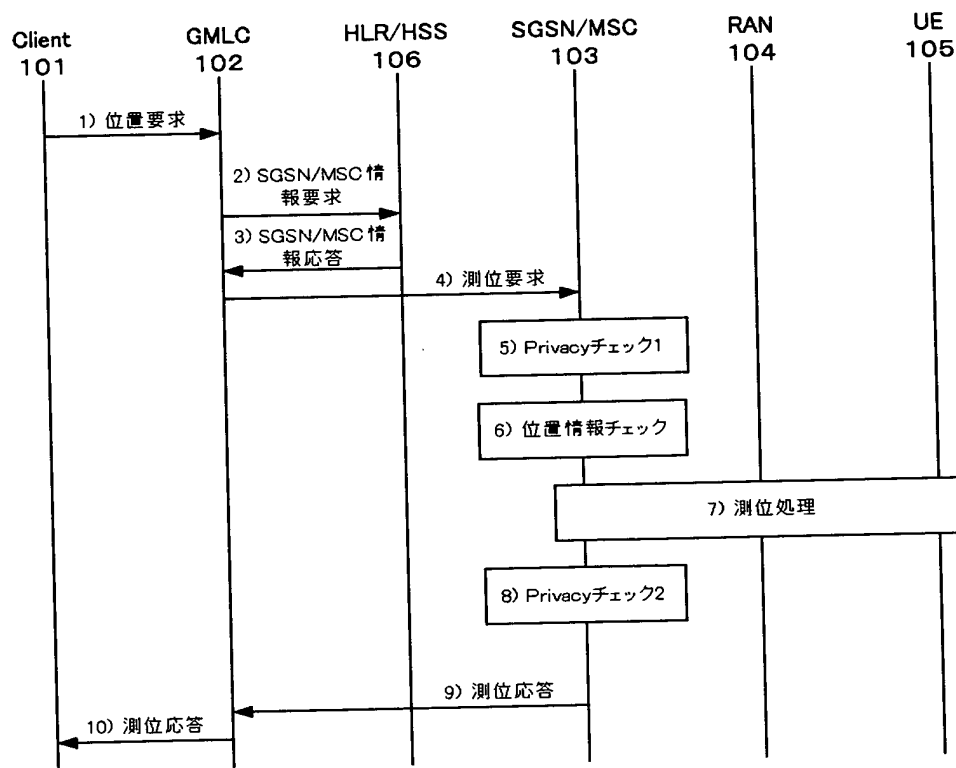 Client
101
GMLC
102
HLR/HSS
106
SGSN/MSC
103
RAN
104
UE
105
1) 位置要求
2) SGSN/MSC情
報要求
3) SGSN/MSC情
報応答
4) 測位要求
5) Privacyチェック1
6) 位置情報チェック
7) 測位処理
8) Privacyチェック2
9) 測位応答
10) 測位応答